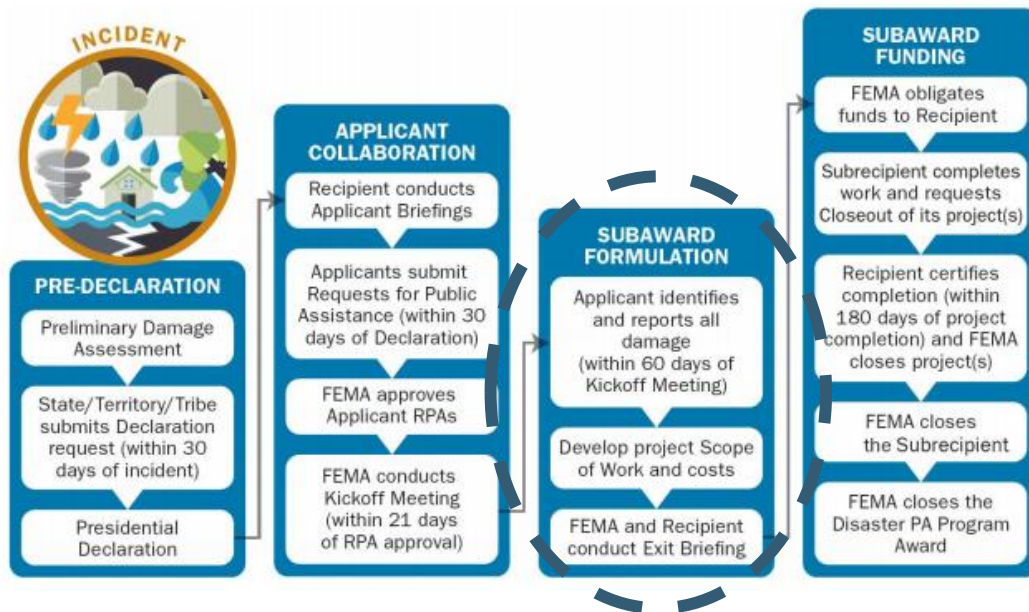 INCIDENT
PRE-DECLARATION
Preliminary Damage
Assessment
State/Territory/Tribe
submits Declaration
request (within 30
days of incident)
Presidential
Declaration
APPLICANT
COLLABORATION
Recipient conducts
Applicant Briefings
Applicants submit
Requests for Public
Assistance (within 30
days of Declaration)
FEMA approves
Applicant RPAs
FEMA conducts
Kickoff Meeting
(within 21 days
of RPA approval)
SUBAWARD
FORMULATION
Applicant identifies
and reports all
damage
(within 60 days of
Kickoff Meeting)
Develop project Scope
of Work and costs
FEMA and Recipient
conduct Exit Briefing
SUBAWARD
FUNDING
FEMA obligates
funds to Recipient
Subrecipient completes
work and requests
Closeout of its project(s)
Recipient certifies
completion (within
180 days of project
completion) and FEMA
closes project(s)
FEMA closes
the Subrecipient
FEMA closes the
Disaster PA Program
Award